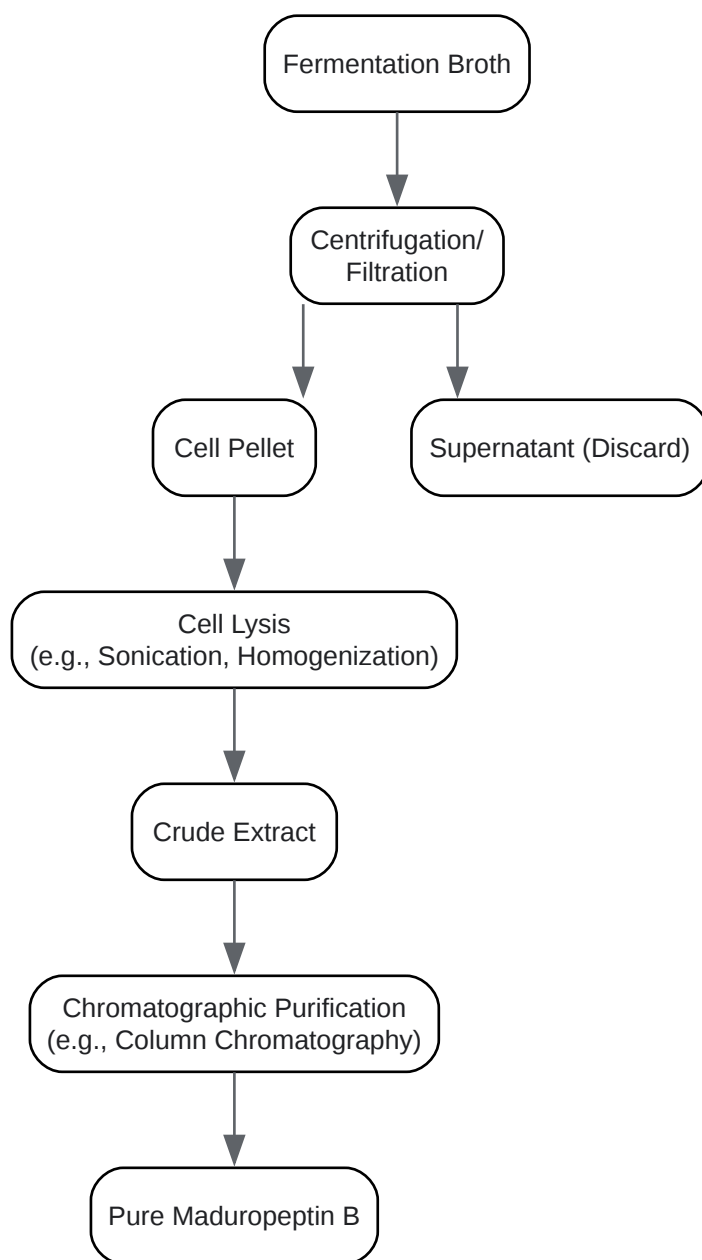 Fermentation Broth
Centrifugation/
Filtration
Cell Pellet
Supernatant (Discard)
Cell Lysis
(e.g., Sonication, Homogenization)
Crude Extract
Chromatographic Purification
(e.g., Column Chromatography)
Pure Maduropeptin B